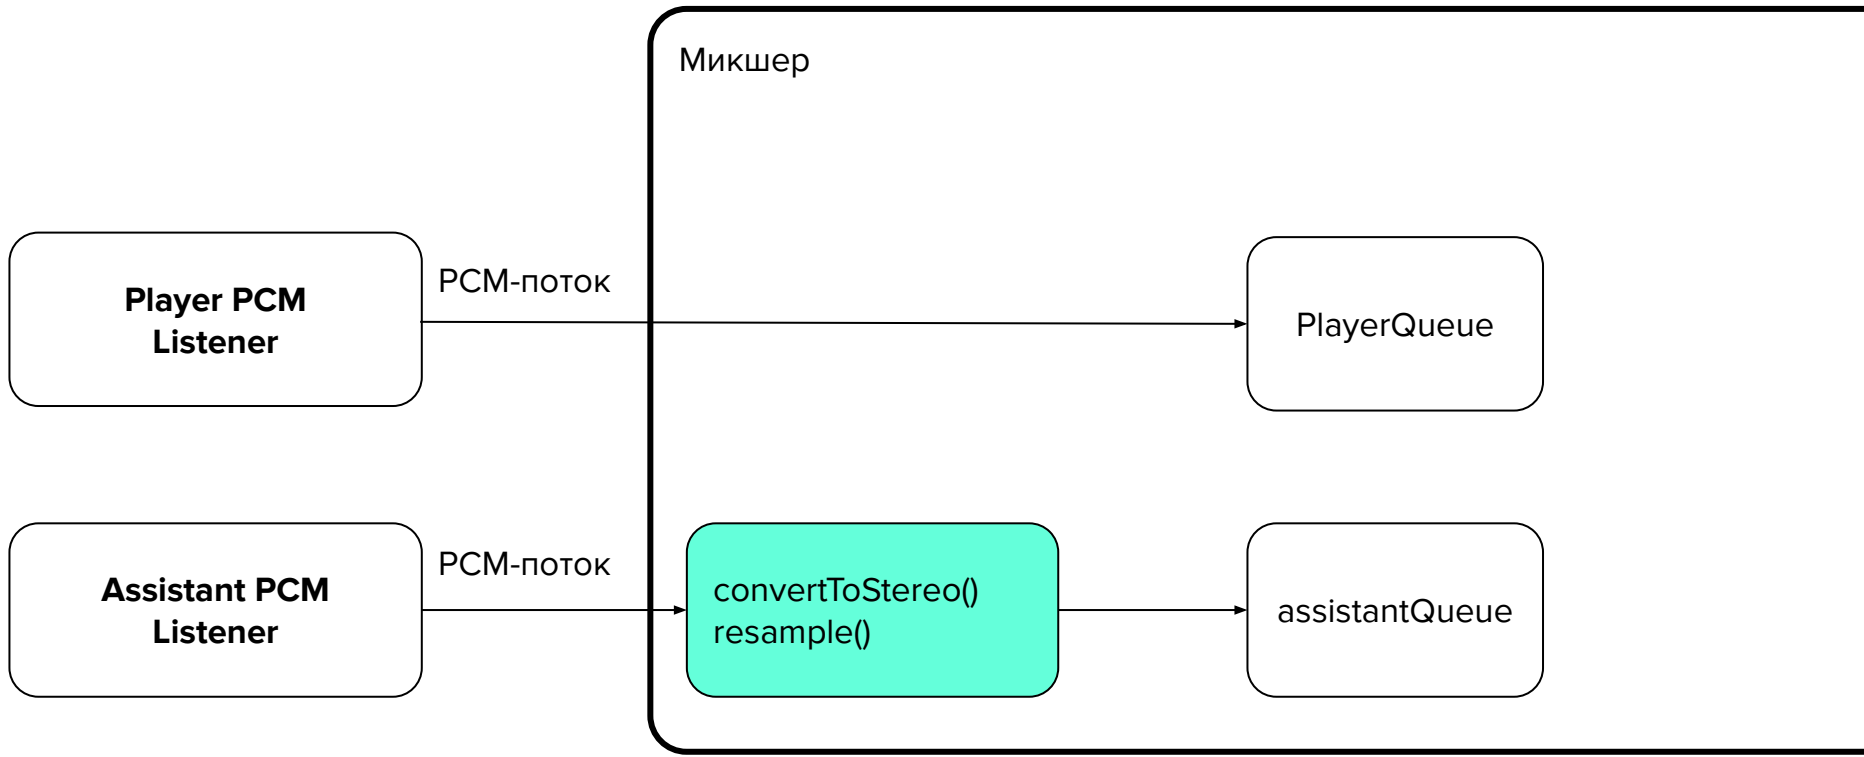 Микшер
PCM-поток
Player PCM
Listener
PlayerQueue
PCM-поток
Assistant PCM
Listener
convertToStereo()
resample()
assistantQueue